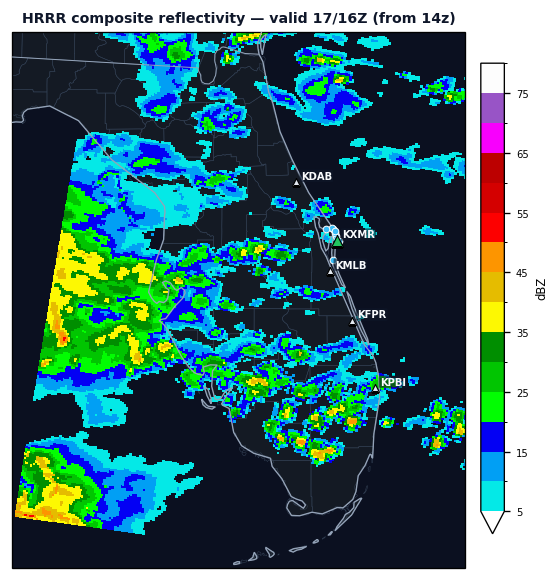 HRRR composite reflectivity — valid 17/16Z (from 14z)
KDAB
KXMR
KMLB
KFPR
KPBI
75
65
55
45
35
25
15
5
dBZ